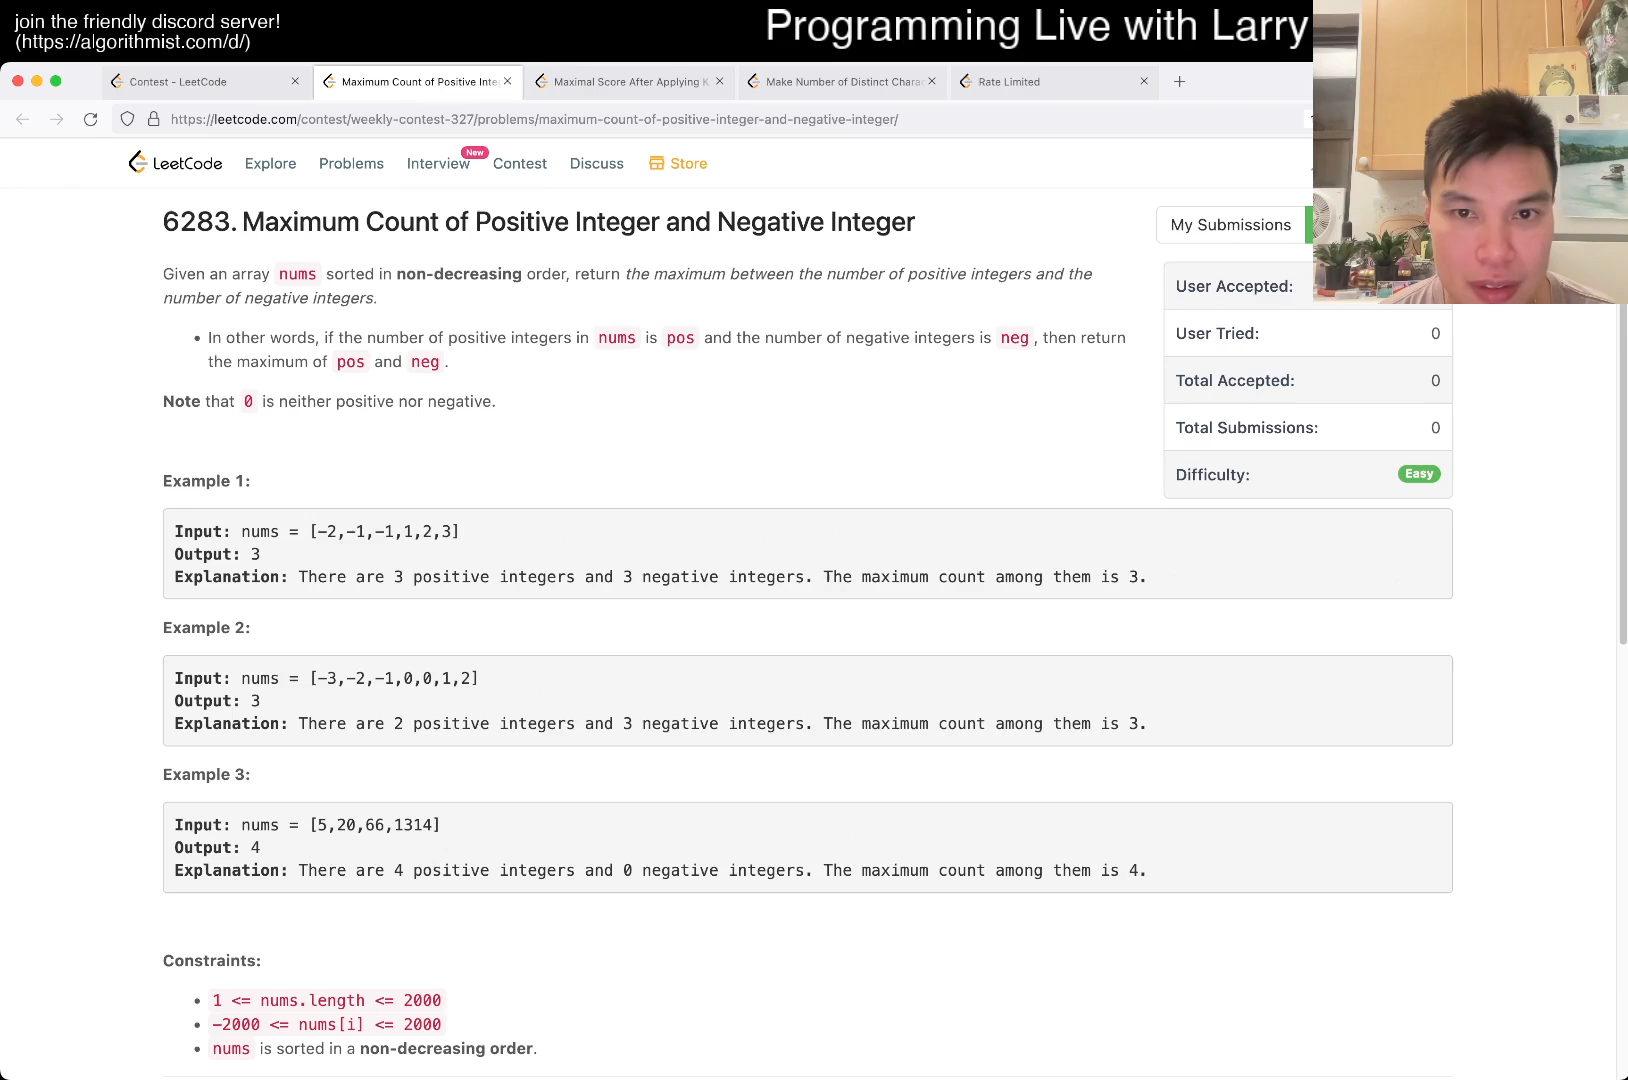 join the friendly discord server!
(https://algorithmist.com/d/)
Programming Live with Larry
Contest - LeetCode
Maximum Count of Positive Inte
Maximal Score After Applying K
Make Number of Distinct Charac
Rate Limited
https://leetcode.com/contest/weekly-contest-327/problems/maximum-count-of-positive-integer-and-negative-integer/
LeetCode
Explore
Problems
Interview
New
Contest
Discuss
Store
6283. Maximum Count of Positive Integer and Negative Integer
My Submissions
Given an array nums sorted in non-decreasing order, return the maximum between the number of positive integers and the
number of negative integers.
• In other words, if the number of positive integers in nums is pos and the number of negative integers is neg, then return
the maximum of pos and neg.
Note that 0 is neither positive nor negative.
User Accepted:
User Tried: 0
Total Accepted: 0
Total Submissions: 0
Difficulty: Easy
Example 1:
Input: nums = [-2,-1,-1,1,2,3]
Output: 3
Explanation: There are 3 positive integers and 3 negative integers. The maximum count among them is 3.
Example 2:
Input: nums = [-3,-2,-1,0,0,1,2]
Output: 3
Explanation: There are 2 positive integers and 3 negative integers. The maximum count among them is 3.
Example 3:
Input: nums = [5,20,66,1314]
Output: 4
Explanation: There are 4 positive integers and 0 negative integers. The maximum count among them is 4.
Constraints:
• 1 <= nums.length <= 2000
• -2000 <= nums[i] <= 2000
• nums is sorted in a non-decreasing order.